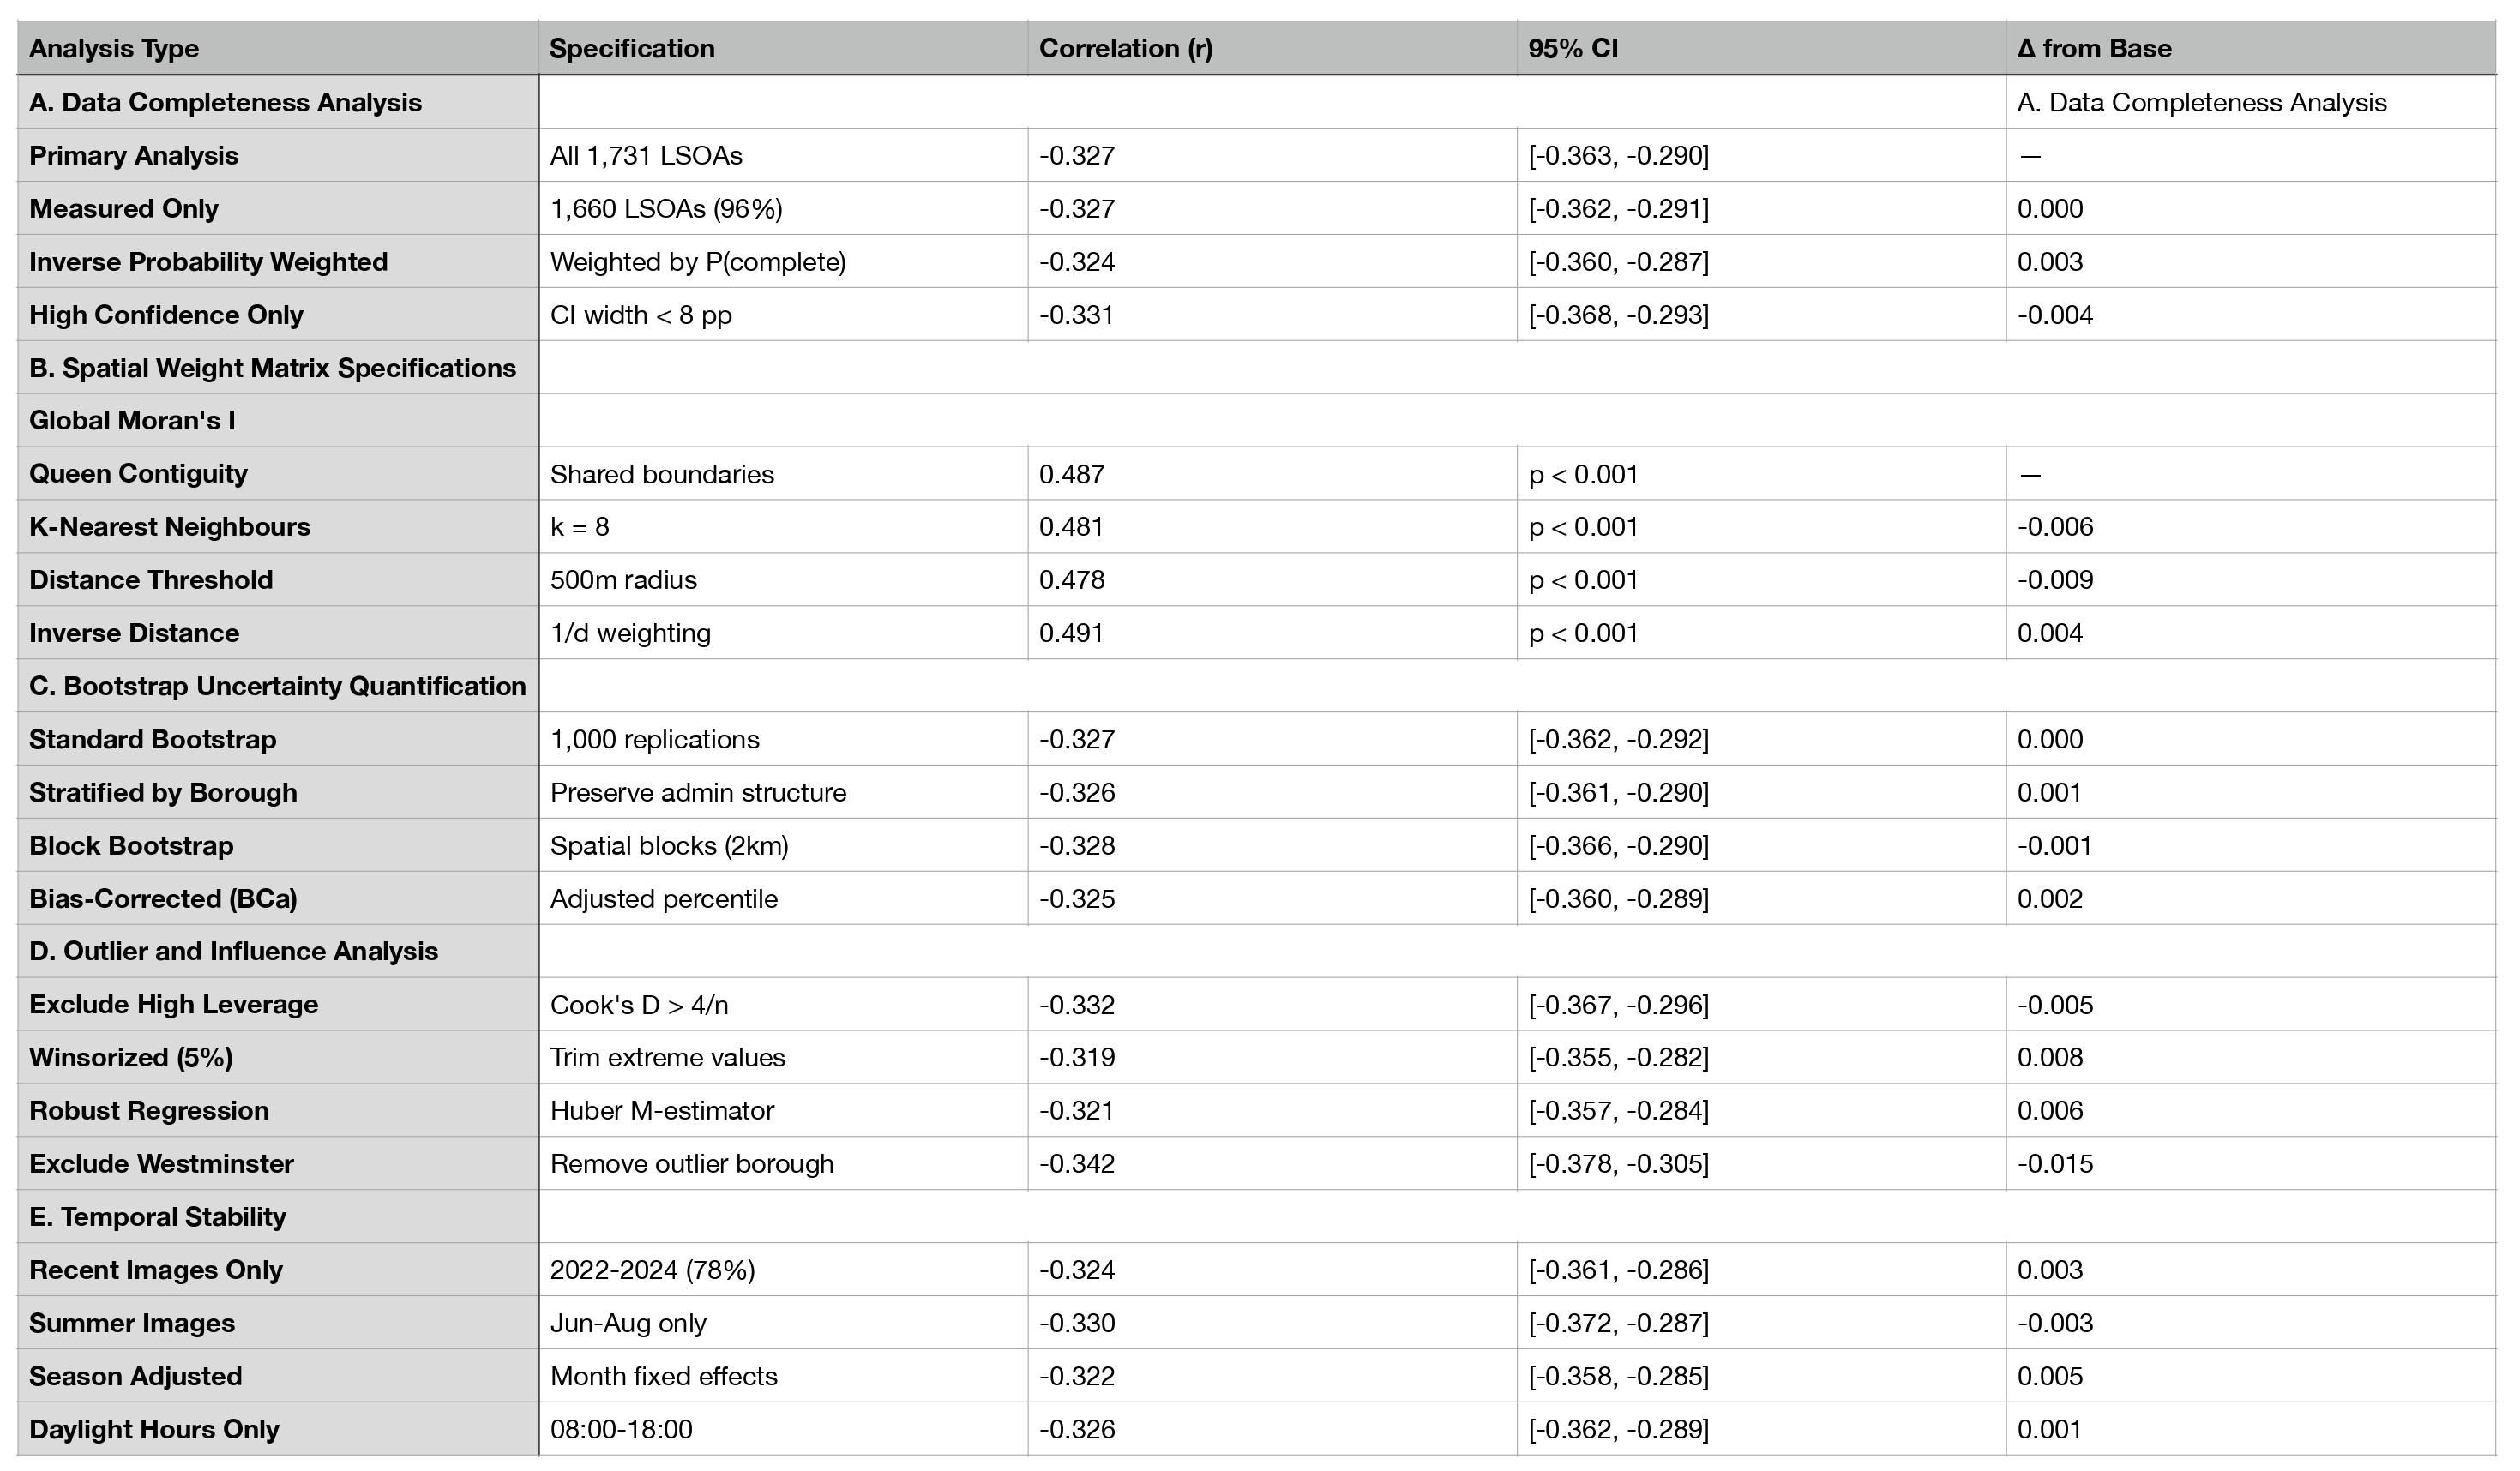 Analysis Type Specification Correlation (r) 95% CI Δ from Base
A. Data Completeness Analysis A. Data Completeness Analysis
Primary Analysis All 1,731 LSOAs -0.327 [-0.363, -0.290] —
Measured Only 1,660 LSOAs (96%) -0.327 [-0.362, -0.291] 0.000
Inverse Probability Weighted Weighted by P(complete) -0.324 [-0.360, -0.287] 0.003
High Confidence Only CI width < 8 pp -0.331 [-0.368, -0.293] -0.004
B. Spatial Weight Matrix Specifications
Global Moran's I
Queen Contiguity Shared boundaries 0.487 p < 0.001 —
K-Nearest Neighbours k = 8 0.481 p < 0.001 -0.006
Distance Threshold 500m radius 0.478 p < 0.001 -0.009
Inverse Distance 1/d weighting 0.491 p < 0.001 0.004
C. Bootstrap Uncertainty Quantification
Standard Bootstrap 1,000 replications -0.327 [-0.362, -0.292] 0.000
Stratified by Borough Preserve admin structure -0.326 [-0.361, -0.290] 0.001
Block Bootstrap Spatial blocks (2km) -0.328 [-0.366, -0.290] -0.001
Bias-Corrected (BCa) Adjusted percentile -0.325 [-0.360, -0.289] 0.002
D. Outlier and Influence Analysis
Exclude High Leverage Cook's D > 4/n -0.332 [-0.367, -0.296] -0.005
Winsorized (5%) Trim extreme values -0.319 [-0.355, -0.282] 0.008
Robust Regression Huber M-estimator -0.321 [-0.357, -0.284] 0.006
Exclude Westminster Remove outlier borough -0.342 [-0.378, -0.305] -0.015
E. Temporal Stability
Recent Images Only 2022-2024 (78%) -0.324 [-0.361, -0.286] 0.003
Summer Images Jun-Aug only -0.330 [-0.372, -0.287] -0.003
Season Adjusted Month fixed effects -0.322 [-0.358, -0.285] 0.005
Daylight Hours Only 08:00-18:00 -0.326 [-0.362, -0.289] 0.001